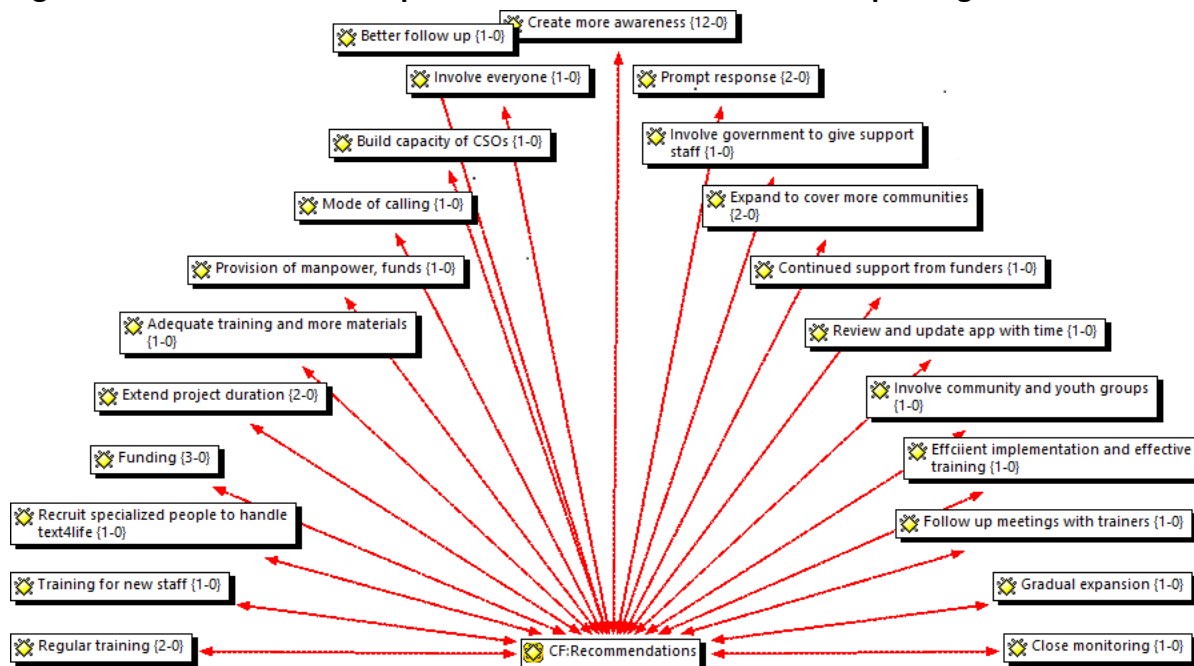 Create more awareness {12-0}
Better follow up {1-0}
Involve everyone {1-0}
Prompt response {2-0}
Build capacity of CSOs {1-0}
Involve government to give support
staff {1-0}
Mode of calling {1-0}
Expand to cover more communities
{2-0}
Provision of manpower, funds {1-0}
Continued support from funders {1-0}
Adequate training and more materials
{1-0}
Review and update app with time {1-0}
Extend project duration {2-0}
Involve community and youth groups
{1-0}
Funding {3-0}
Effciient implementation and effective
training {1-0}
Recruit specialized people to handle
text4life {1-0}
Follow up meetings with trainers {1-0}
Training for new staff {1-0}
Gradual expansion {1-0}
Regular training {2-0}
CF:Recommendations
Close monitoring {1-0}